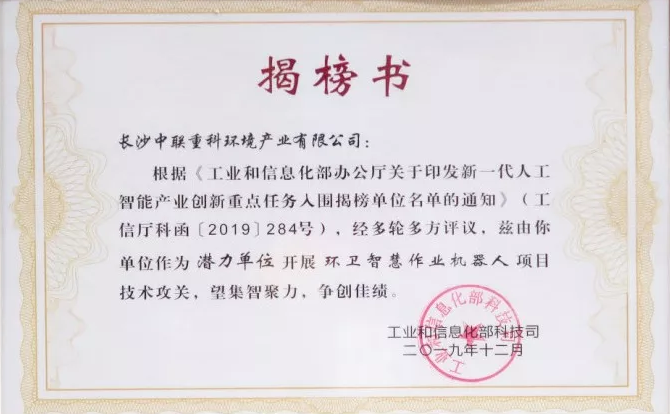 揭榜书
长沙中联重科环境产业有限公司：
根据《工业和信息化部办公厅关于印发新一代人工
智能产业创新重点任务入围揭榜单位名单的通知》（工
信厅科函〔2019〕284号），经多轮多方评议，兹由你
单位作为 潜力单位 开展 环卫智慧作业机器人 项目
技术攻关，望集智聚力，争创佳绩。
工业和信息化部科技司
工业和信息化部科技司
二〇一九年十二月